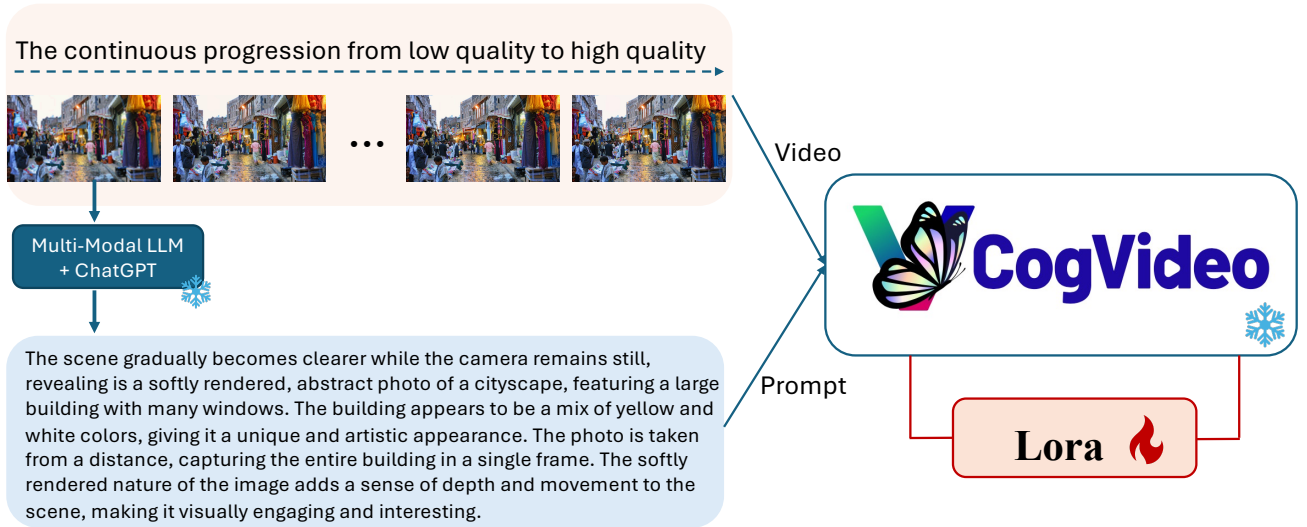 The continuous progression from low quality to high quality
...
Video
Multi-Modal LLM
+ ChatGPT
CogVideo
The scene gradually becomes clearer while the camera remains still,
revealing is a softly rendered, abstract photo of a cityscape, featuring a large
building with many windows. The building appears to be a mix of yellow and
white colors, giving it a unique and artistic appearance. The photo is taken
from a distance, capturing the entire building in a single frame. The softly
rendered nature of the image adds a sense of depth and movement to the
scene, making it visually engaging and interesting.
Prompt
Lora